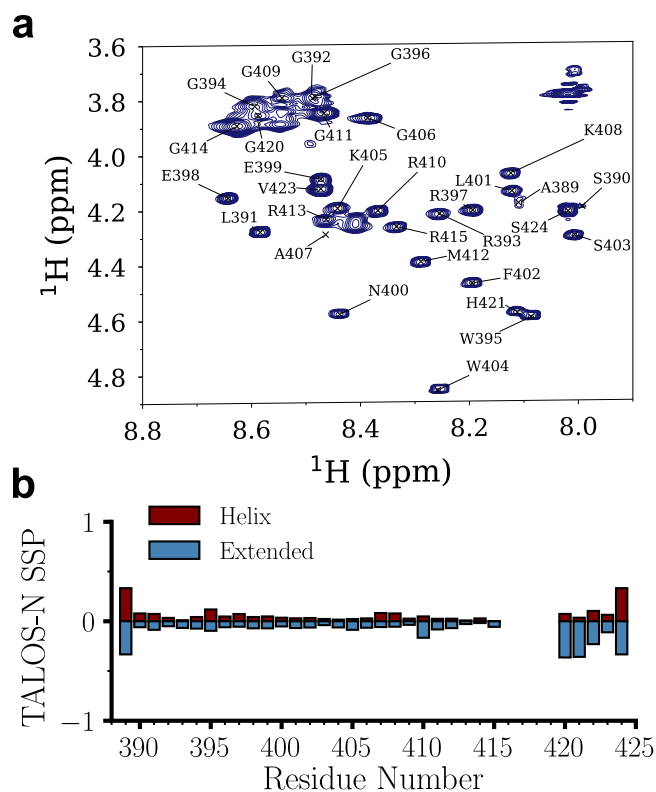 a
3.6
3.8
4.0
4.2
4.4
4.6
4.8
¹H (ppm)
G392
G396
G409
G394
G414
G420
G411
G406
K408
E399
K405
R410
E398
V423
L401
A389
S390
R397
R413
L391
S424
R415
R393
S403
A407
M412
N400
F402
H421
W395
W404
8.8
8.6
8.4
8.2
8.0
¹H (ppm)
b
Helix
Extended
TALOS-N SSP
1
0
−1
390
395
400
405
410
415
420
425
Residue Number